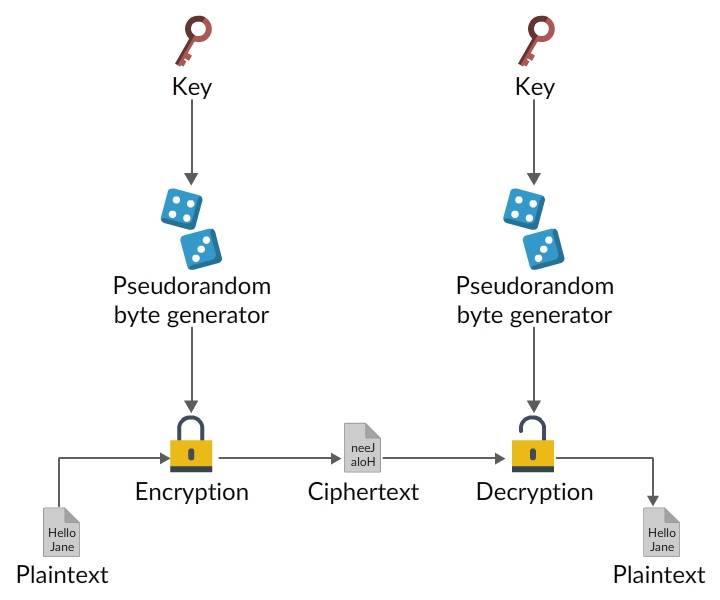 Key
Key
Pseudorandom
byte generator
Pseudorandom
byte generator
neeJ
aloH
Encryption
Ciphertext
Decryption
Hello
Jane
Plaintext
Hello
Jane
Plaintext